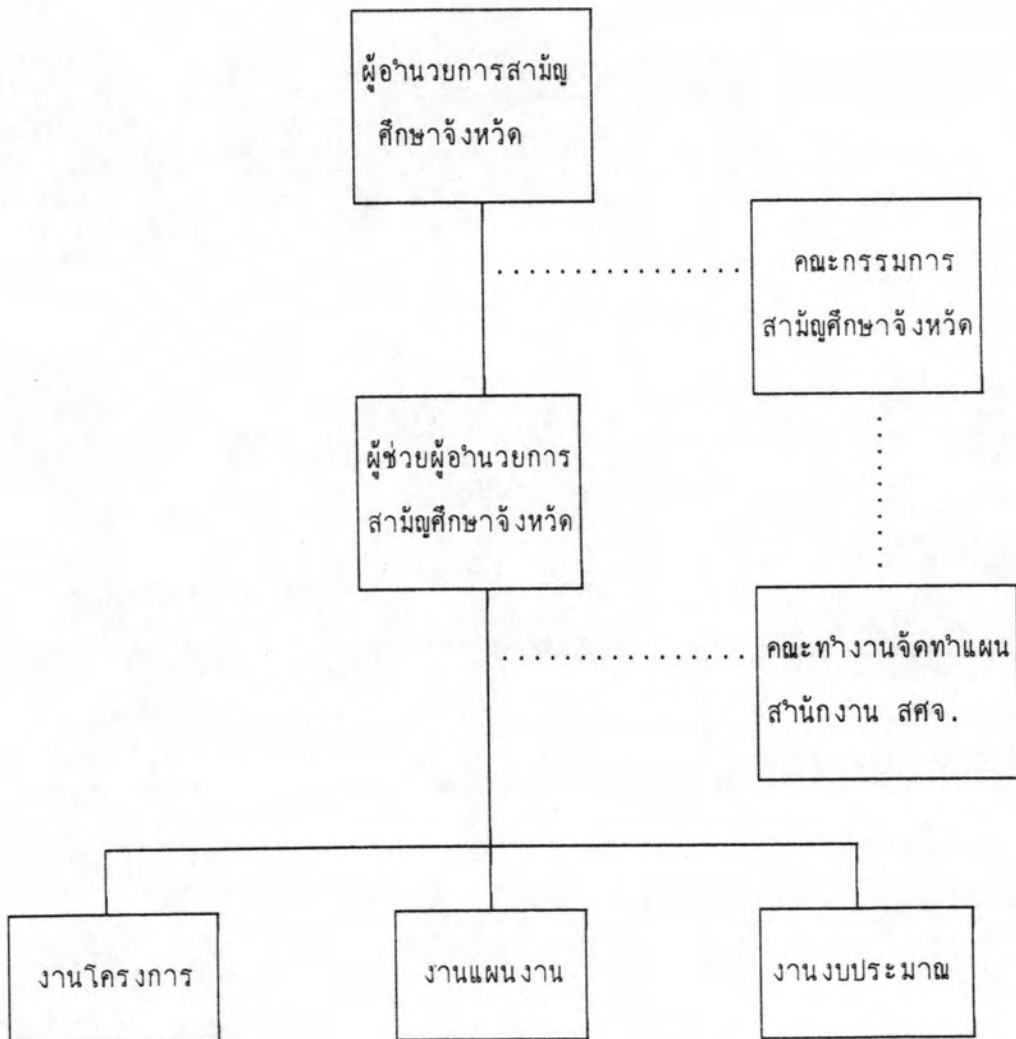 ผู้อำนวยการสามัญ
ศึกษาจังหวัด
คณะกรรมการ
สามัญศึกษาจังหวัด
ผู้ช่วยผู้อำนวยการ
สามัญศึกษาจังหวัด
คณะทำงานจัดทำแผน
สำนักงาน สศจ.
งานโครงการ
งานแผนงาน
งานงบประมาณ